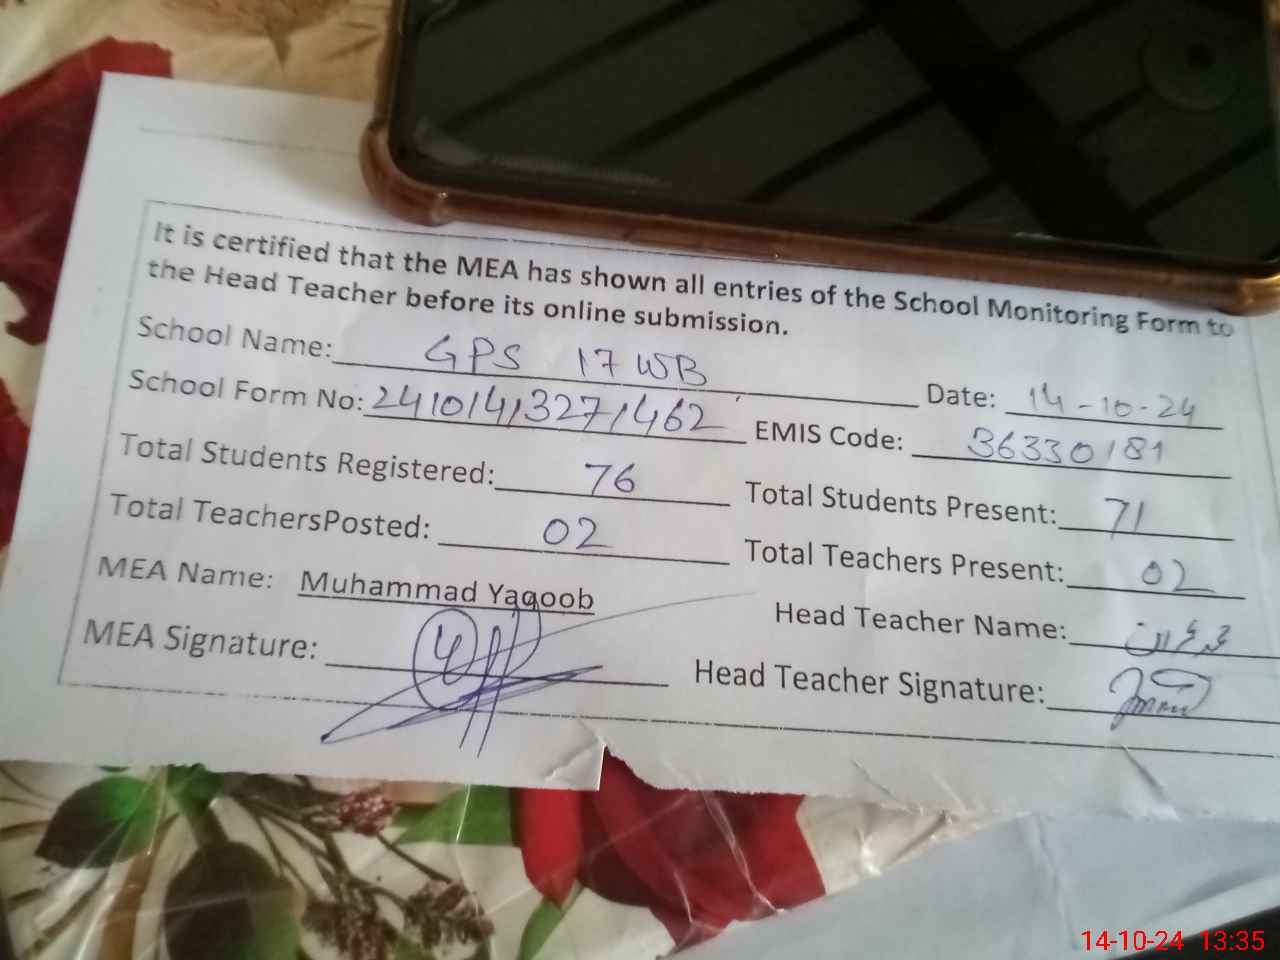 It is certified that the MEA has shown all entries of the School Monitoring Form to
the Head Teacher before its online submission.
School Name: GPS 17 WB Date: 14-10-24
School Form No: 24101413271462 EMIS Code: 36330181
Total Students Registered: 76 Total Students Present: 71
Total TeachersPosted: 02 Total Teachers Present: 02
MEA Name: Muhammad Yaqoob Head Teacher Name:
MEA Signature: Head Teacher Signature:
14-10-24 13:35